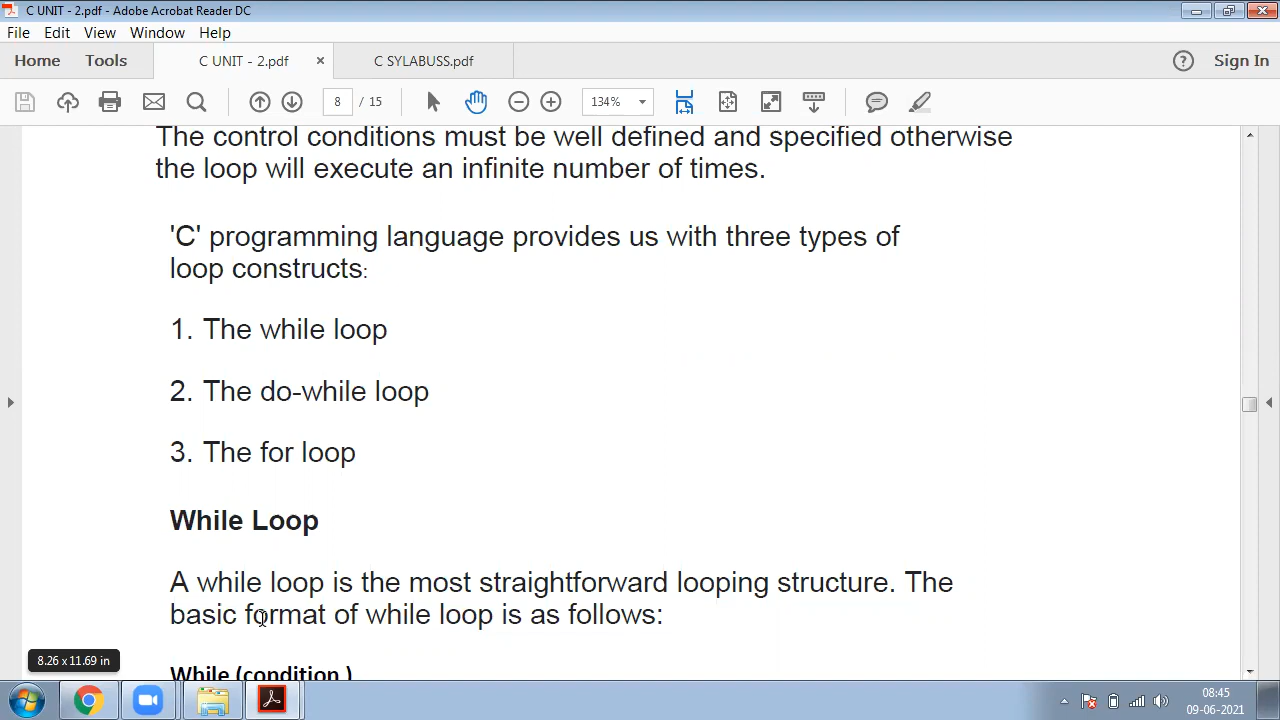 C UNIT - 2.pdf - Adobe Acrobat Reader DC
File Edit View Window Help
Home Tools C UNIT - 2.pdf × C SYLABUSS.pdf ? Sign In
8 / 15 134%
The control conditions must be well defined and specified otherwise
the loop will execute an infinite number of times.
'C' programming language provides us with three types of
loop constructs:
1. The while loop
2. The do-while loop
3. The for loop
While Loop
A while loop is the most straightforward looping structure. The
basic format of while loop is as follows:
8.26 x 11.69 in
While (condition )
08:45
09-06-2021